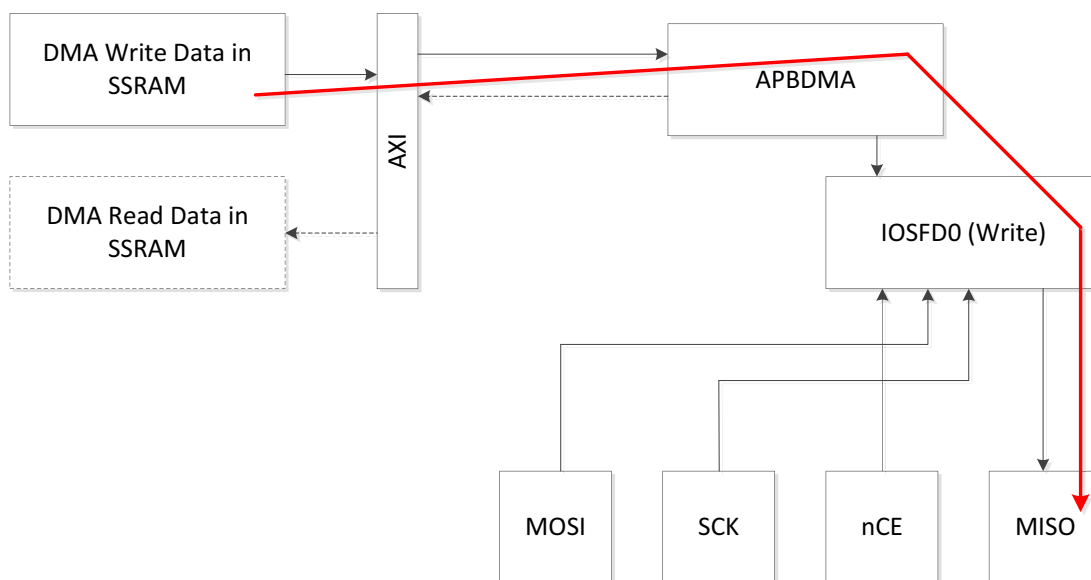 DMA Write Data in
SSRAM
APBDMA
AXI
DMA Read Data in
SSRAM
IOSFD0 (Write)
MOSI
SCK
nCE
MISO